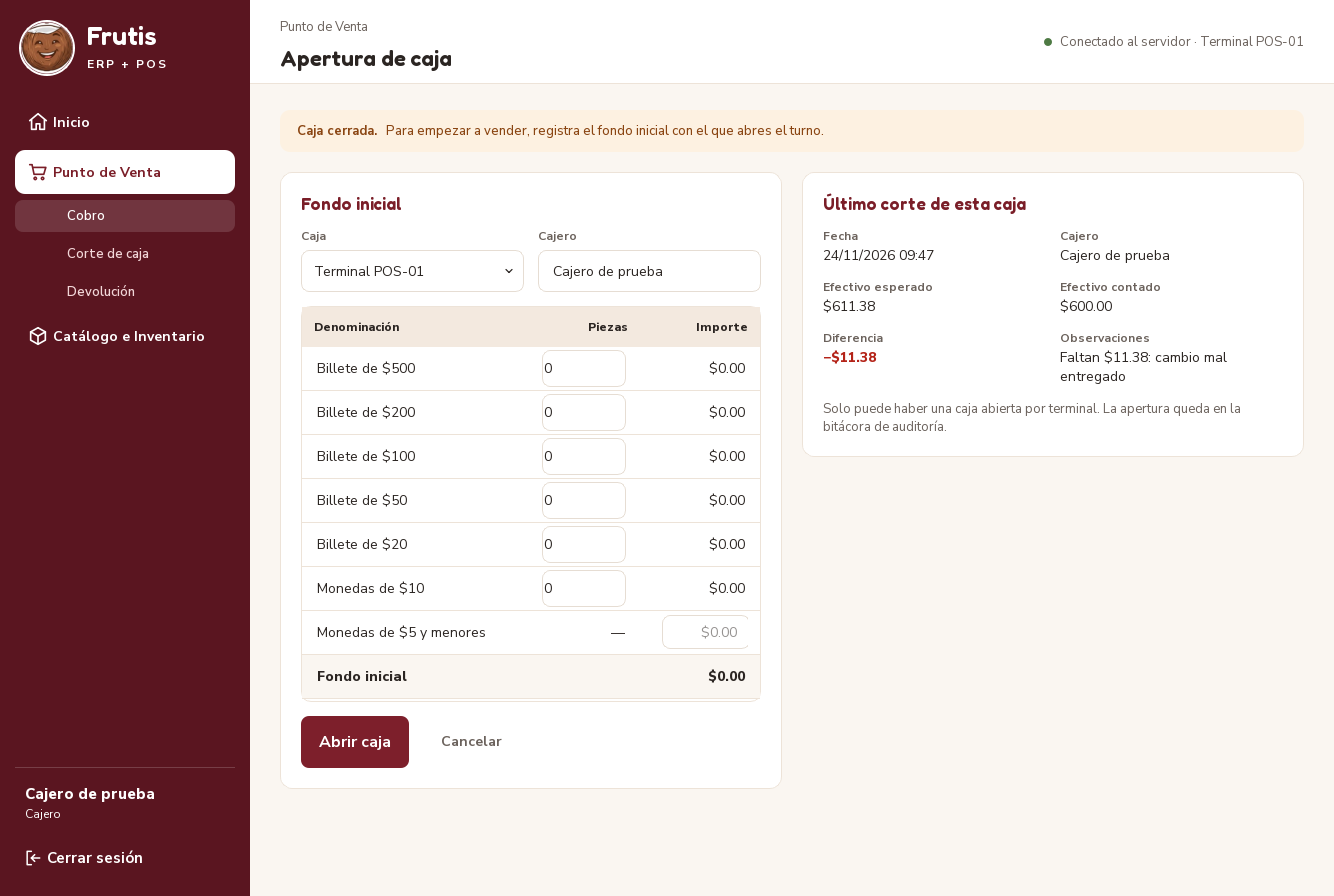 Frutis
ERP + POS
Inicio
Punto de Venta
Cobro
Corte de caja
Devolución
Catálogo e Inventario
Cajero de prueba
Cajero
Cerrar sesión
Punto de Venta
Apertura de caja
Conectado al servidor · Terminal POS-01
Caja cerrada. Para empezar a vender, registra el fondo inicial con el que abres el turno.
Fondo inicial
Caja Cajero
Terminal POS-01 Cajero de prueba
Denominación Piezas Importe
Billete de $500 0 $0.00
Billete de $200 0 $0.00
Billete de $100 0 $0.00
Billete de $50 0 $0.00
Billete de $20 0 $0.00
Monedas de $10 0 $0.00
Monedas de $5 y menores — $0.00
Fondo inicial $0.00
Abrir caja Cancelar
Último corte de esta caja
Fecha Cajero
24/11/2026 09:47 Cajero de prueba
Efectivo esperado Efectivo contado
$611.38 $600.00
Diferencia Observaciones
−$11.38 Faltan $11.38: cambio mal
entregado
Solo puede haber una caja abierta por terminal. La apertura queda en la
bitácora de auditoría.